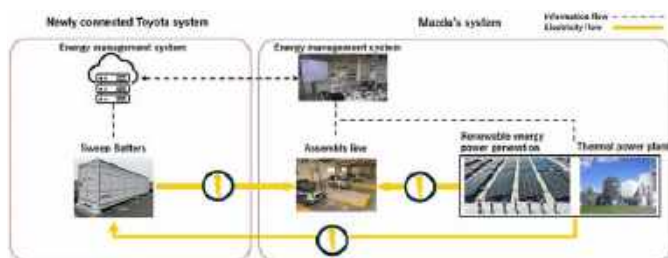 Newly connected Toyota system
Mazda's system
Information flow
Electricity flow
Energy management system
Energy management system
Sweep Battery
Assembly line
Renewable energy
power generation
Thermal power plant